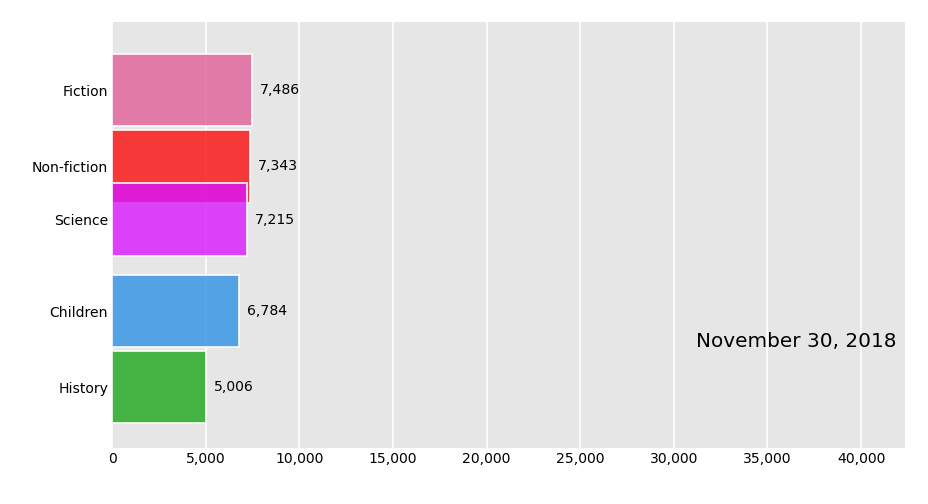 Fiction 7,486
Non-fiction 7,343
Science 7,215
Children 6,784
November 30, 2018
History 5,006
0 5,000 10,000 15,000 20,000 25,000 30,000 35,000 40,000